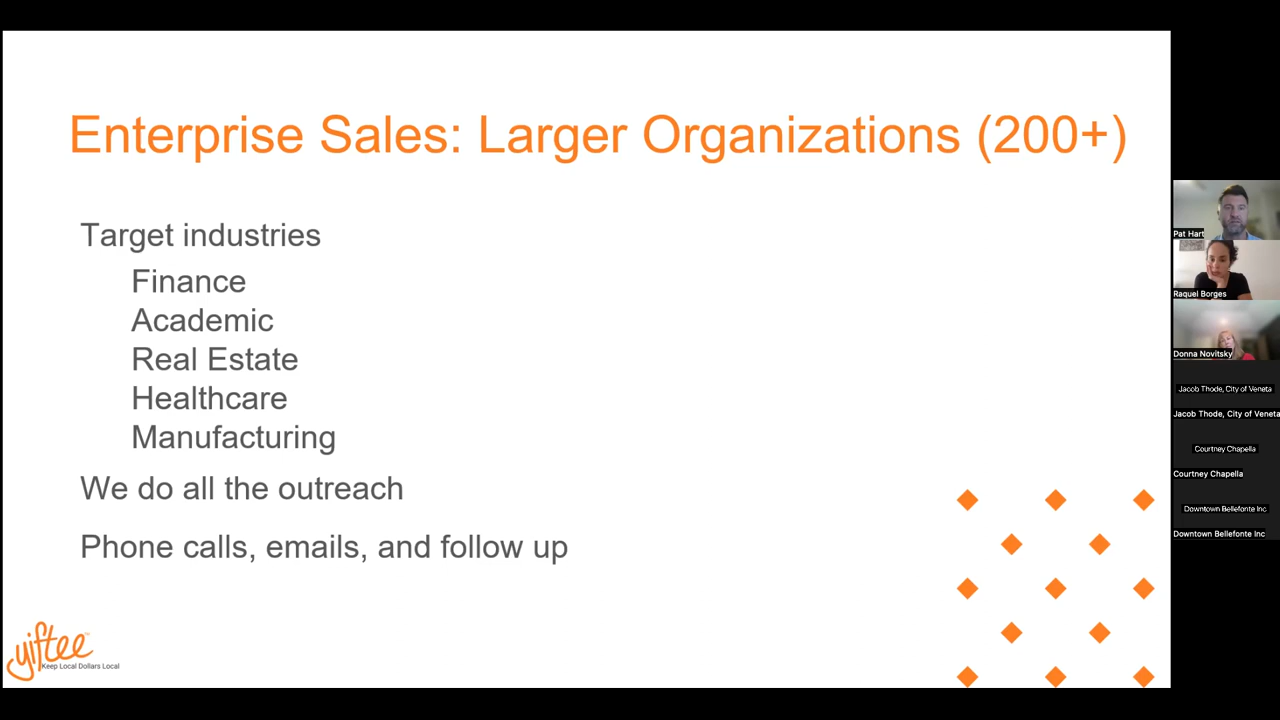 Enterprise Sales: Larger Organizations (200+)
Target industries
Finance
Academic
Real Estate
Healthcare
Manufacturing
We do all the outreach
Phone calls, emails, and follow up
yiftee™
Keep Local Dollars Local
Pat Hart
Raquel Borges
Donna Novitsky
Jacob Thode, City of Veneta
Jacob Thode, City of Veneta
Courtney Chapella
Courtney Chapella
Downtown Bellefonte Inc
Downtown Bellefonte Inc